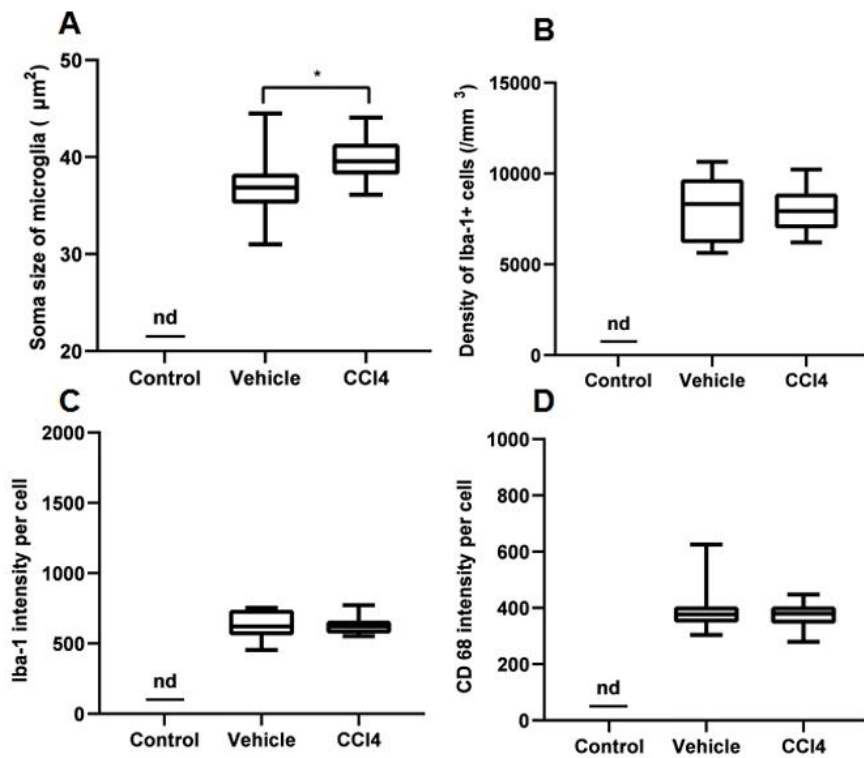 A
Soma size of microglia ( µm²)
50
40
30
20
*
nd
Control Vehicle CCl4
B
Density of Iba-1+ cells (/mm ³)
15000
10000
5000
0
nd
Control Vehicle CCl4
C
Iba-1 intensity per cell
2000
1500
1000
500
0
nd
Control Vehicle CCl4
D
CD 68 intensity per cell
1000
800
600
400
200
0
nd
Control Vehicle CCl4